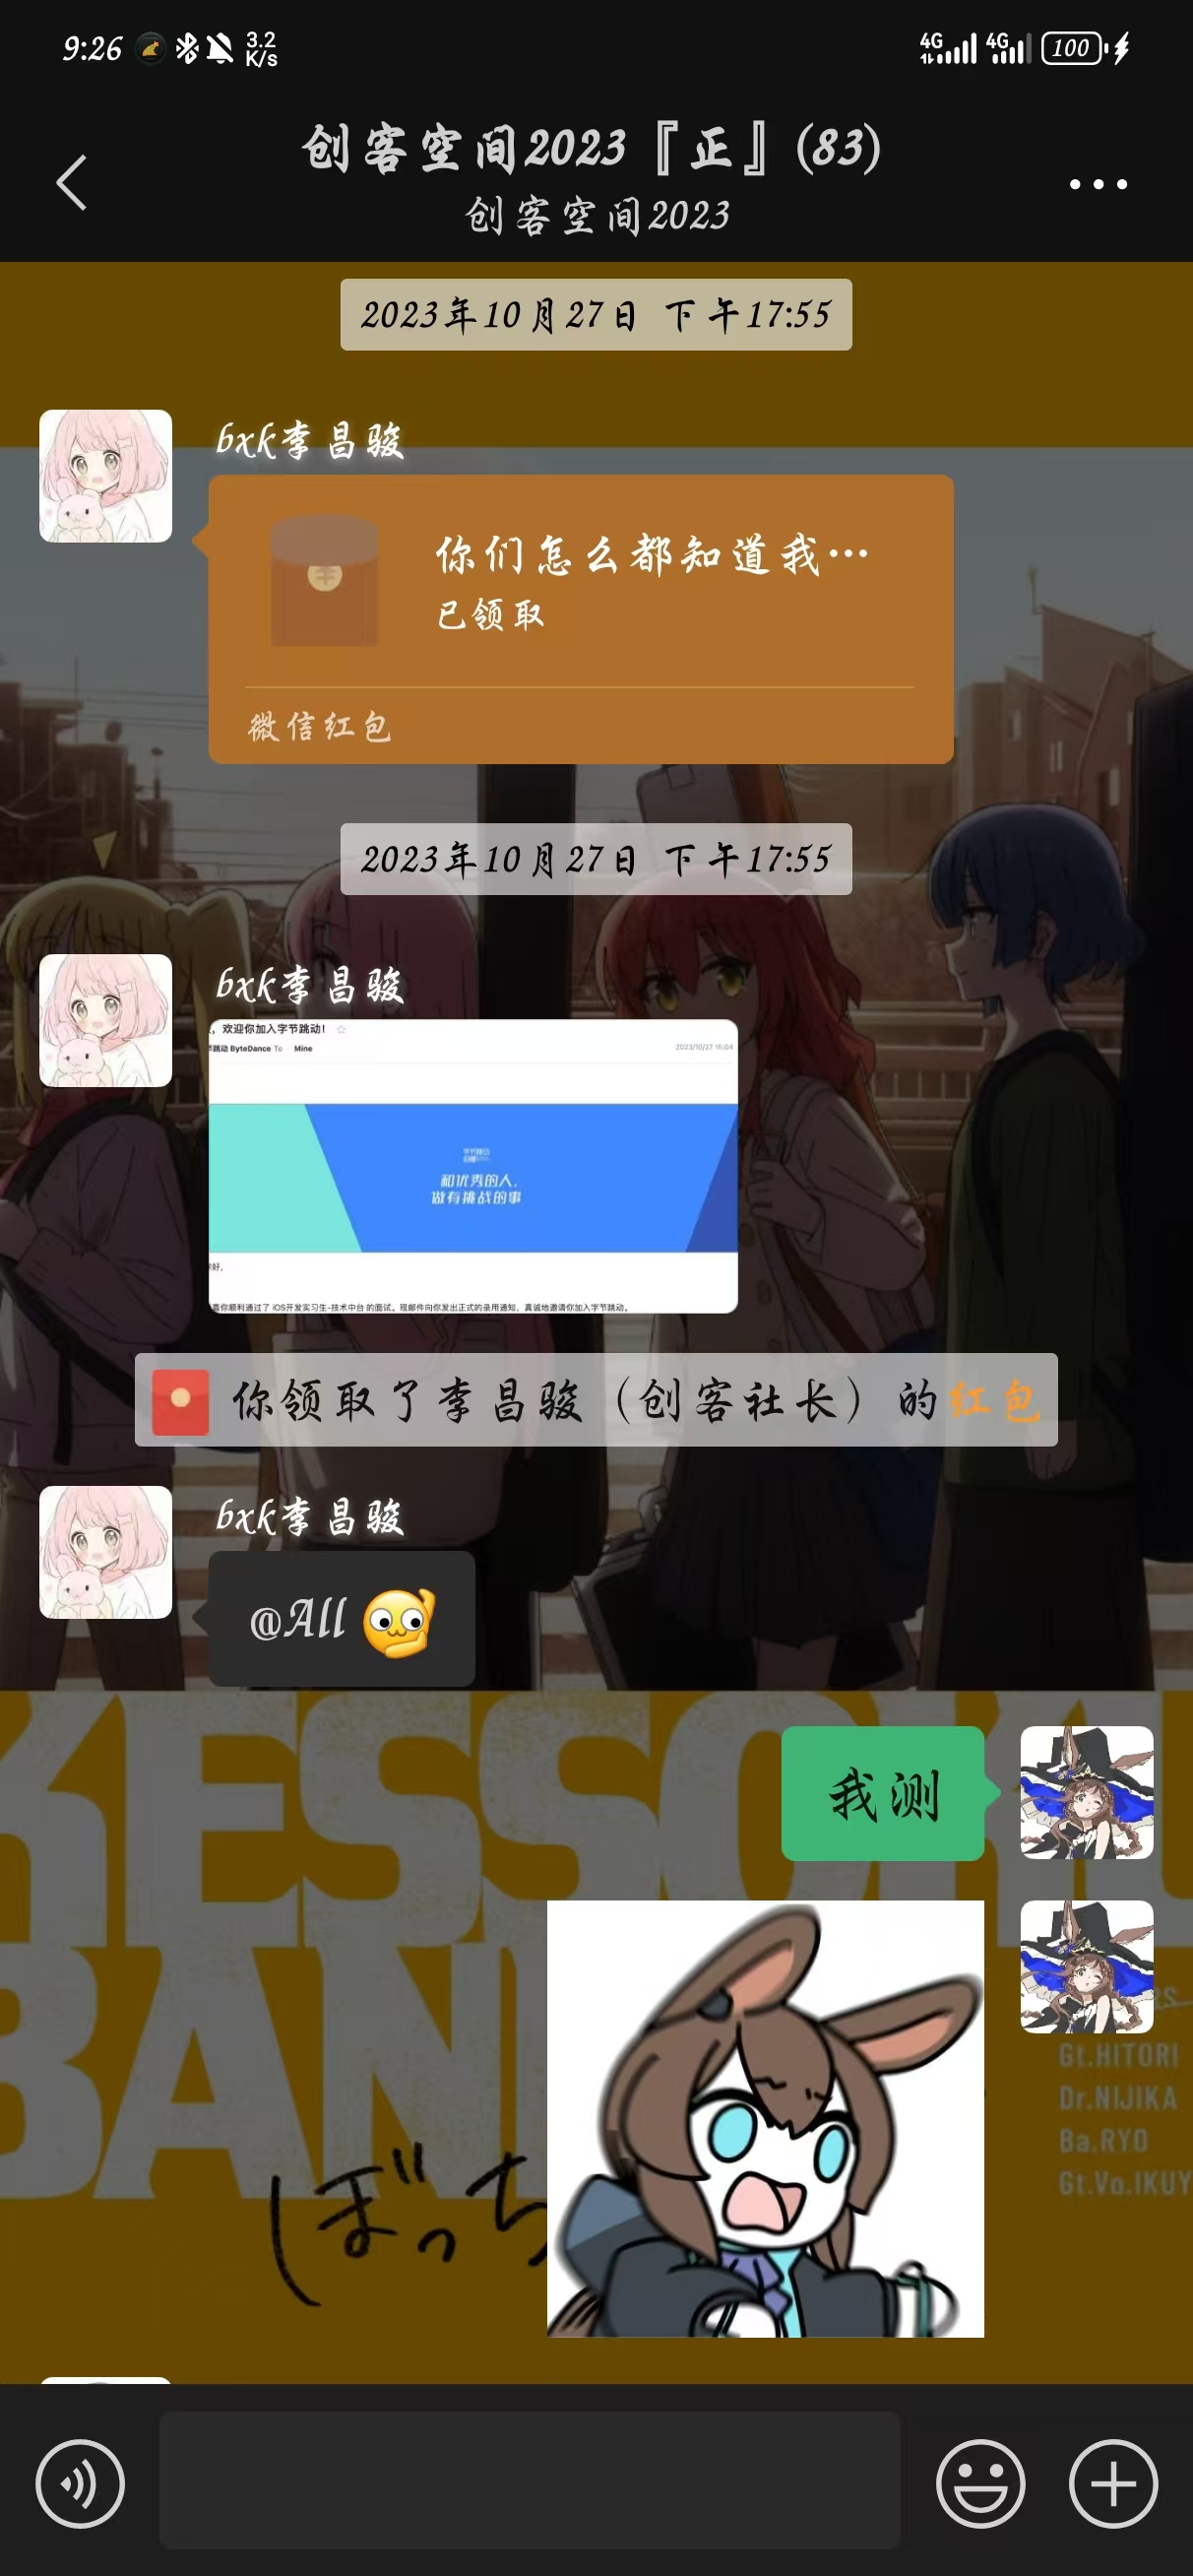 9:26 3.2 K/s 4G 4G 100
创客空间2023『正』(83)
创客空间2023
2023年10月27日 下午17:55
bxk李昌骏
你们怎么都知道我…
已领取
微信红包
2023年10月27日 下午17:55
bxk李昌骏
，欢迎你加入字节跳动！
跳动 ByteDance To Mine
2023/10/27 15:04
字节跳动
和优秀的人，
做有挑战的事
好，
喜你顺利通过了 iOS开发实习生-技术中台 的面试。现邮件向你发出正式的录用通知，真诚地邀请你加入字节跳动。
你领取了李昌骏（创客社长）的红包
bxk李昌骏
@All
我测
KESSOKU
BAND
Gt.HITORI
Dr.NIJIKA
Ba.RYO
Gt.Vo.IKUY
ぼっち